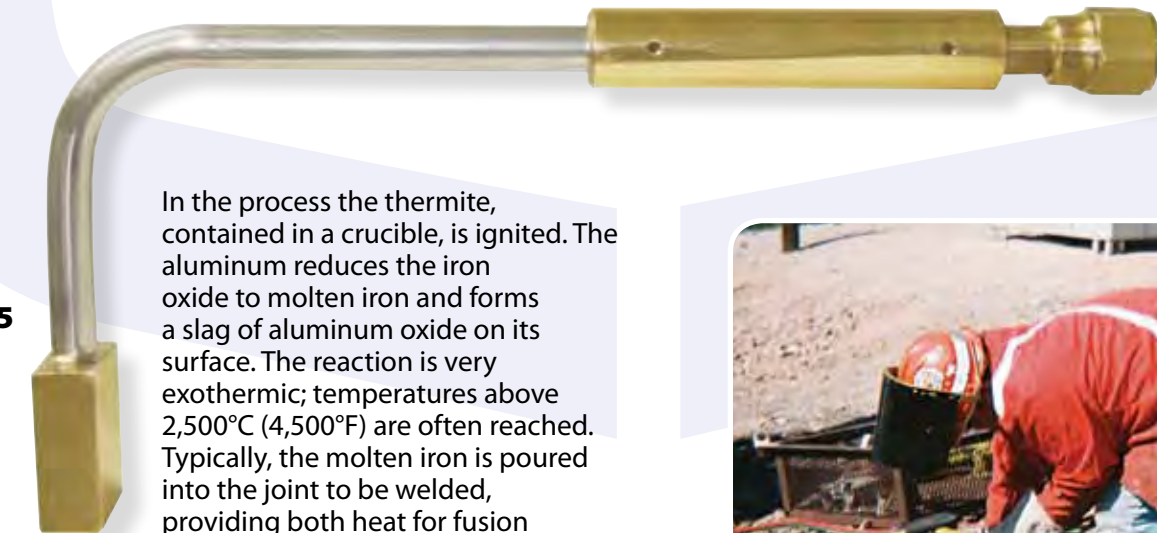 In the process the thermite,
contained in a crucible, is ignited. The
aluminum reduces the iron
oxide to molten iron and forms
a slag of aluminum oxide on its
surface. The reaction is very
exothermic; temperatures above
2,500°C (4,500°F) are often reached.
Typically, the molten iron is poured
into the joint to be welded,
providing both heat for fusion
5